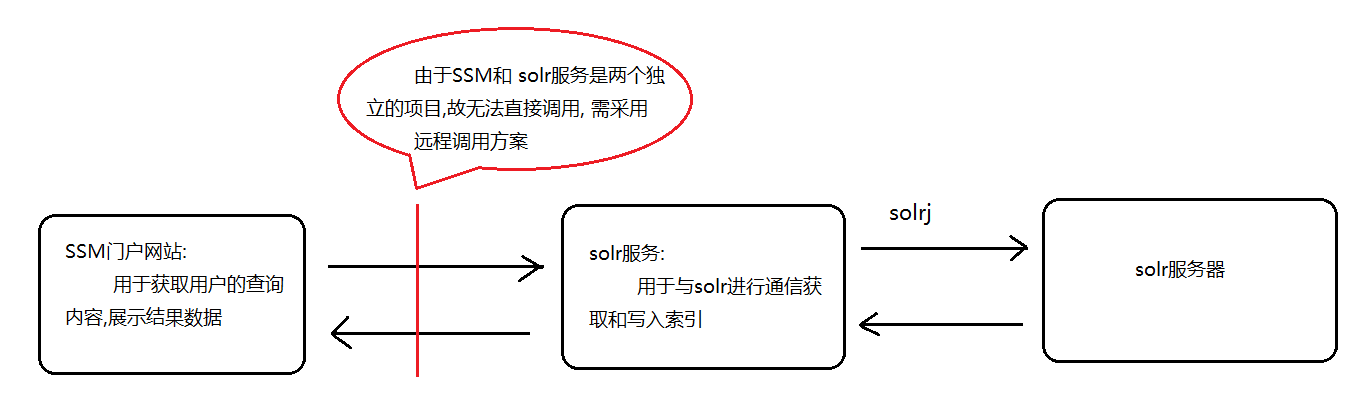 由于SSM和 solr服务是两个独
立的项目,故无法直接调用, 需采用
远程调用方案
SSM门户网站:
用于获取用户的查询
内容,展示结果数据
solr服务:
用于与solr进行通信获
取和写入索引
solrj
solr服务器